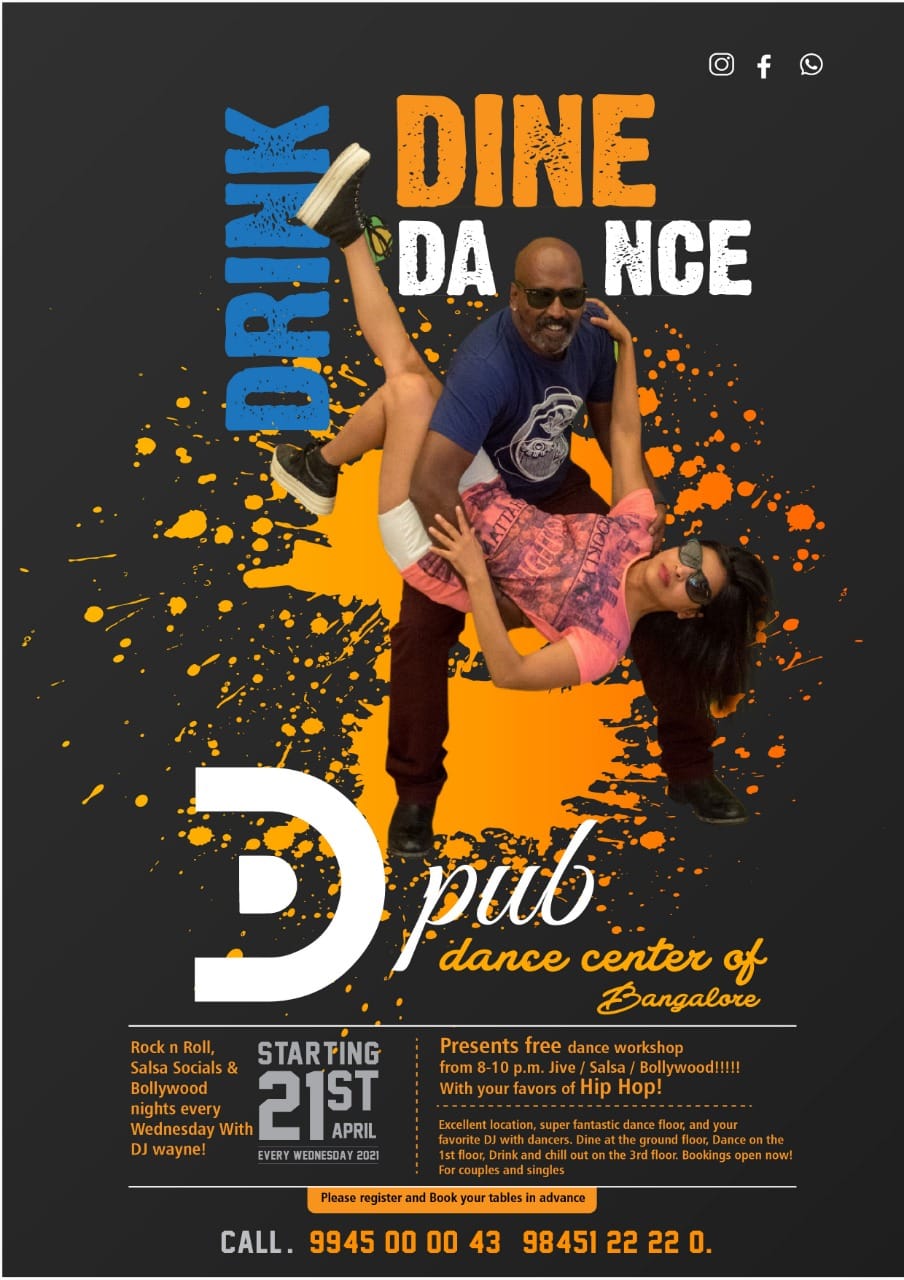 DRINK
DINE
DANCE
D pub
dance center of
Bangalore
Rock n Roll,
Salsa Socials &
Bollywood
nights every
Wednesday With
DJ wayne!
STARTING
21ST
APRIL
EVERY WEDNESDAY 2021
Presents free dance workshop
from 8-10 p.m. Jive / Salsa / Bollywood!!!!!
With your favors of Hip Hop!
Excellent location, super fantastic dance floor, and your
favorite DJ with dancers. Dine at the ground floor, Dance on the
1st floor, Drink and chill out on the 3rd floor. Bookings open now!
For couples and singles
Please register and Book your tables in advance
CALL. 9945 00 00 43 98451 22 22 0.